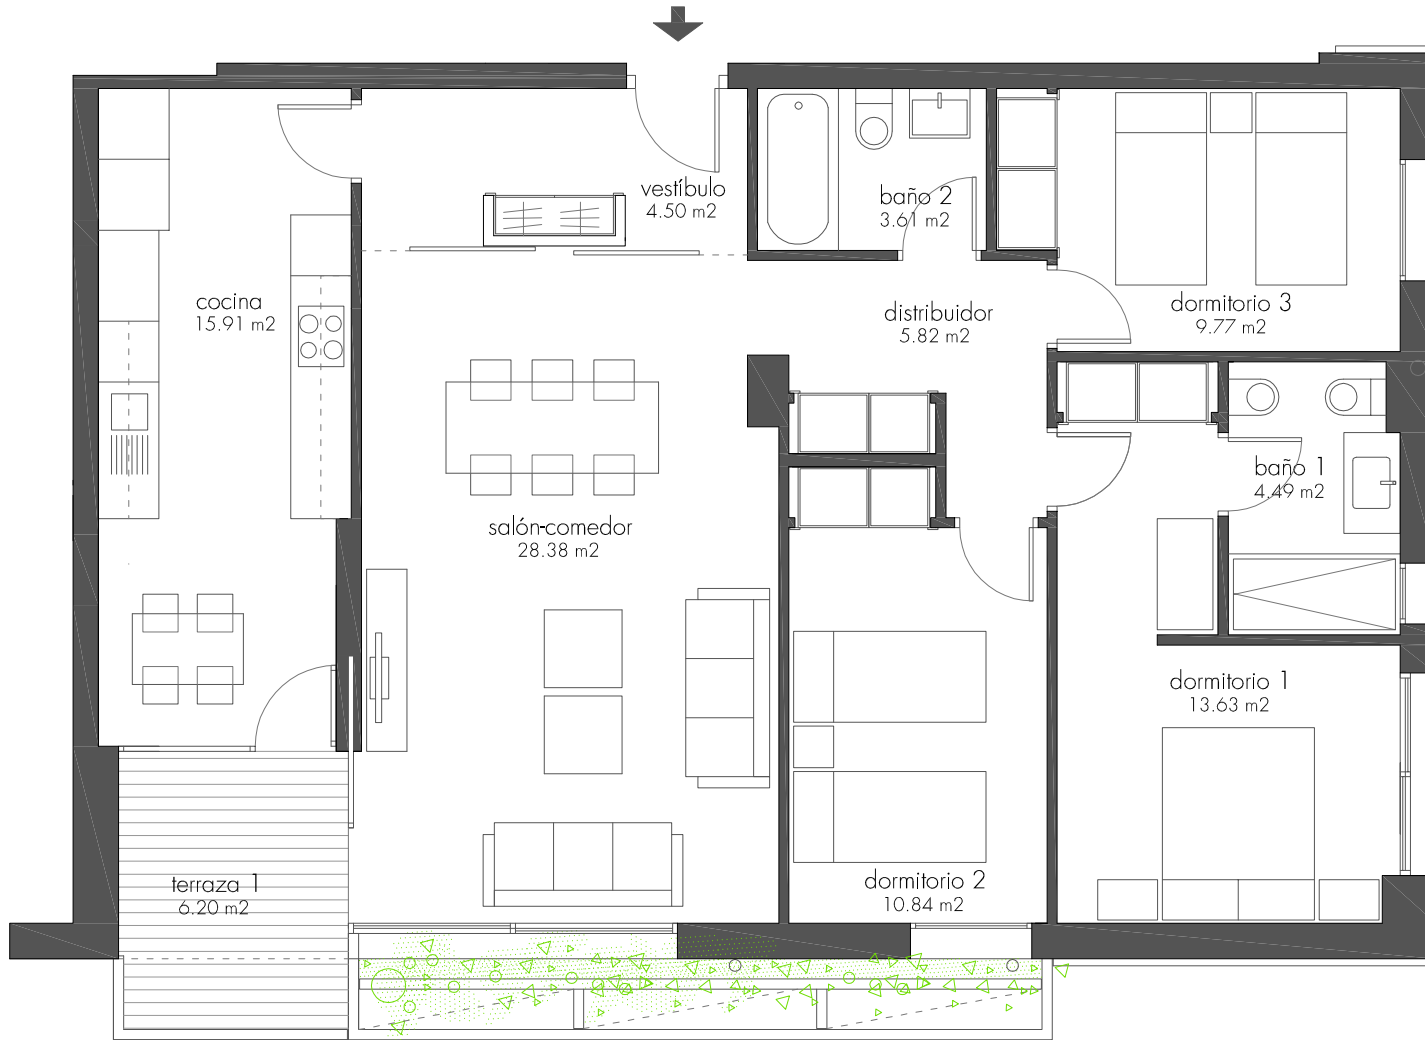 vestíbulo
4.50 m2
baño 2
3.61 m2
cocina
15.91 m2
distribuidor
5.82 m2
dormitorio 3
9.77 m2
salón-comedor
28.38 m2
baño 1
4.49 m2
dormitorio 1
13.63 m2
terraza 1
6.20 m2
dormitorio 2
10.84 m2